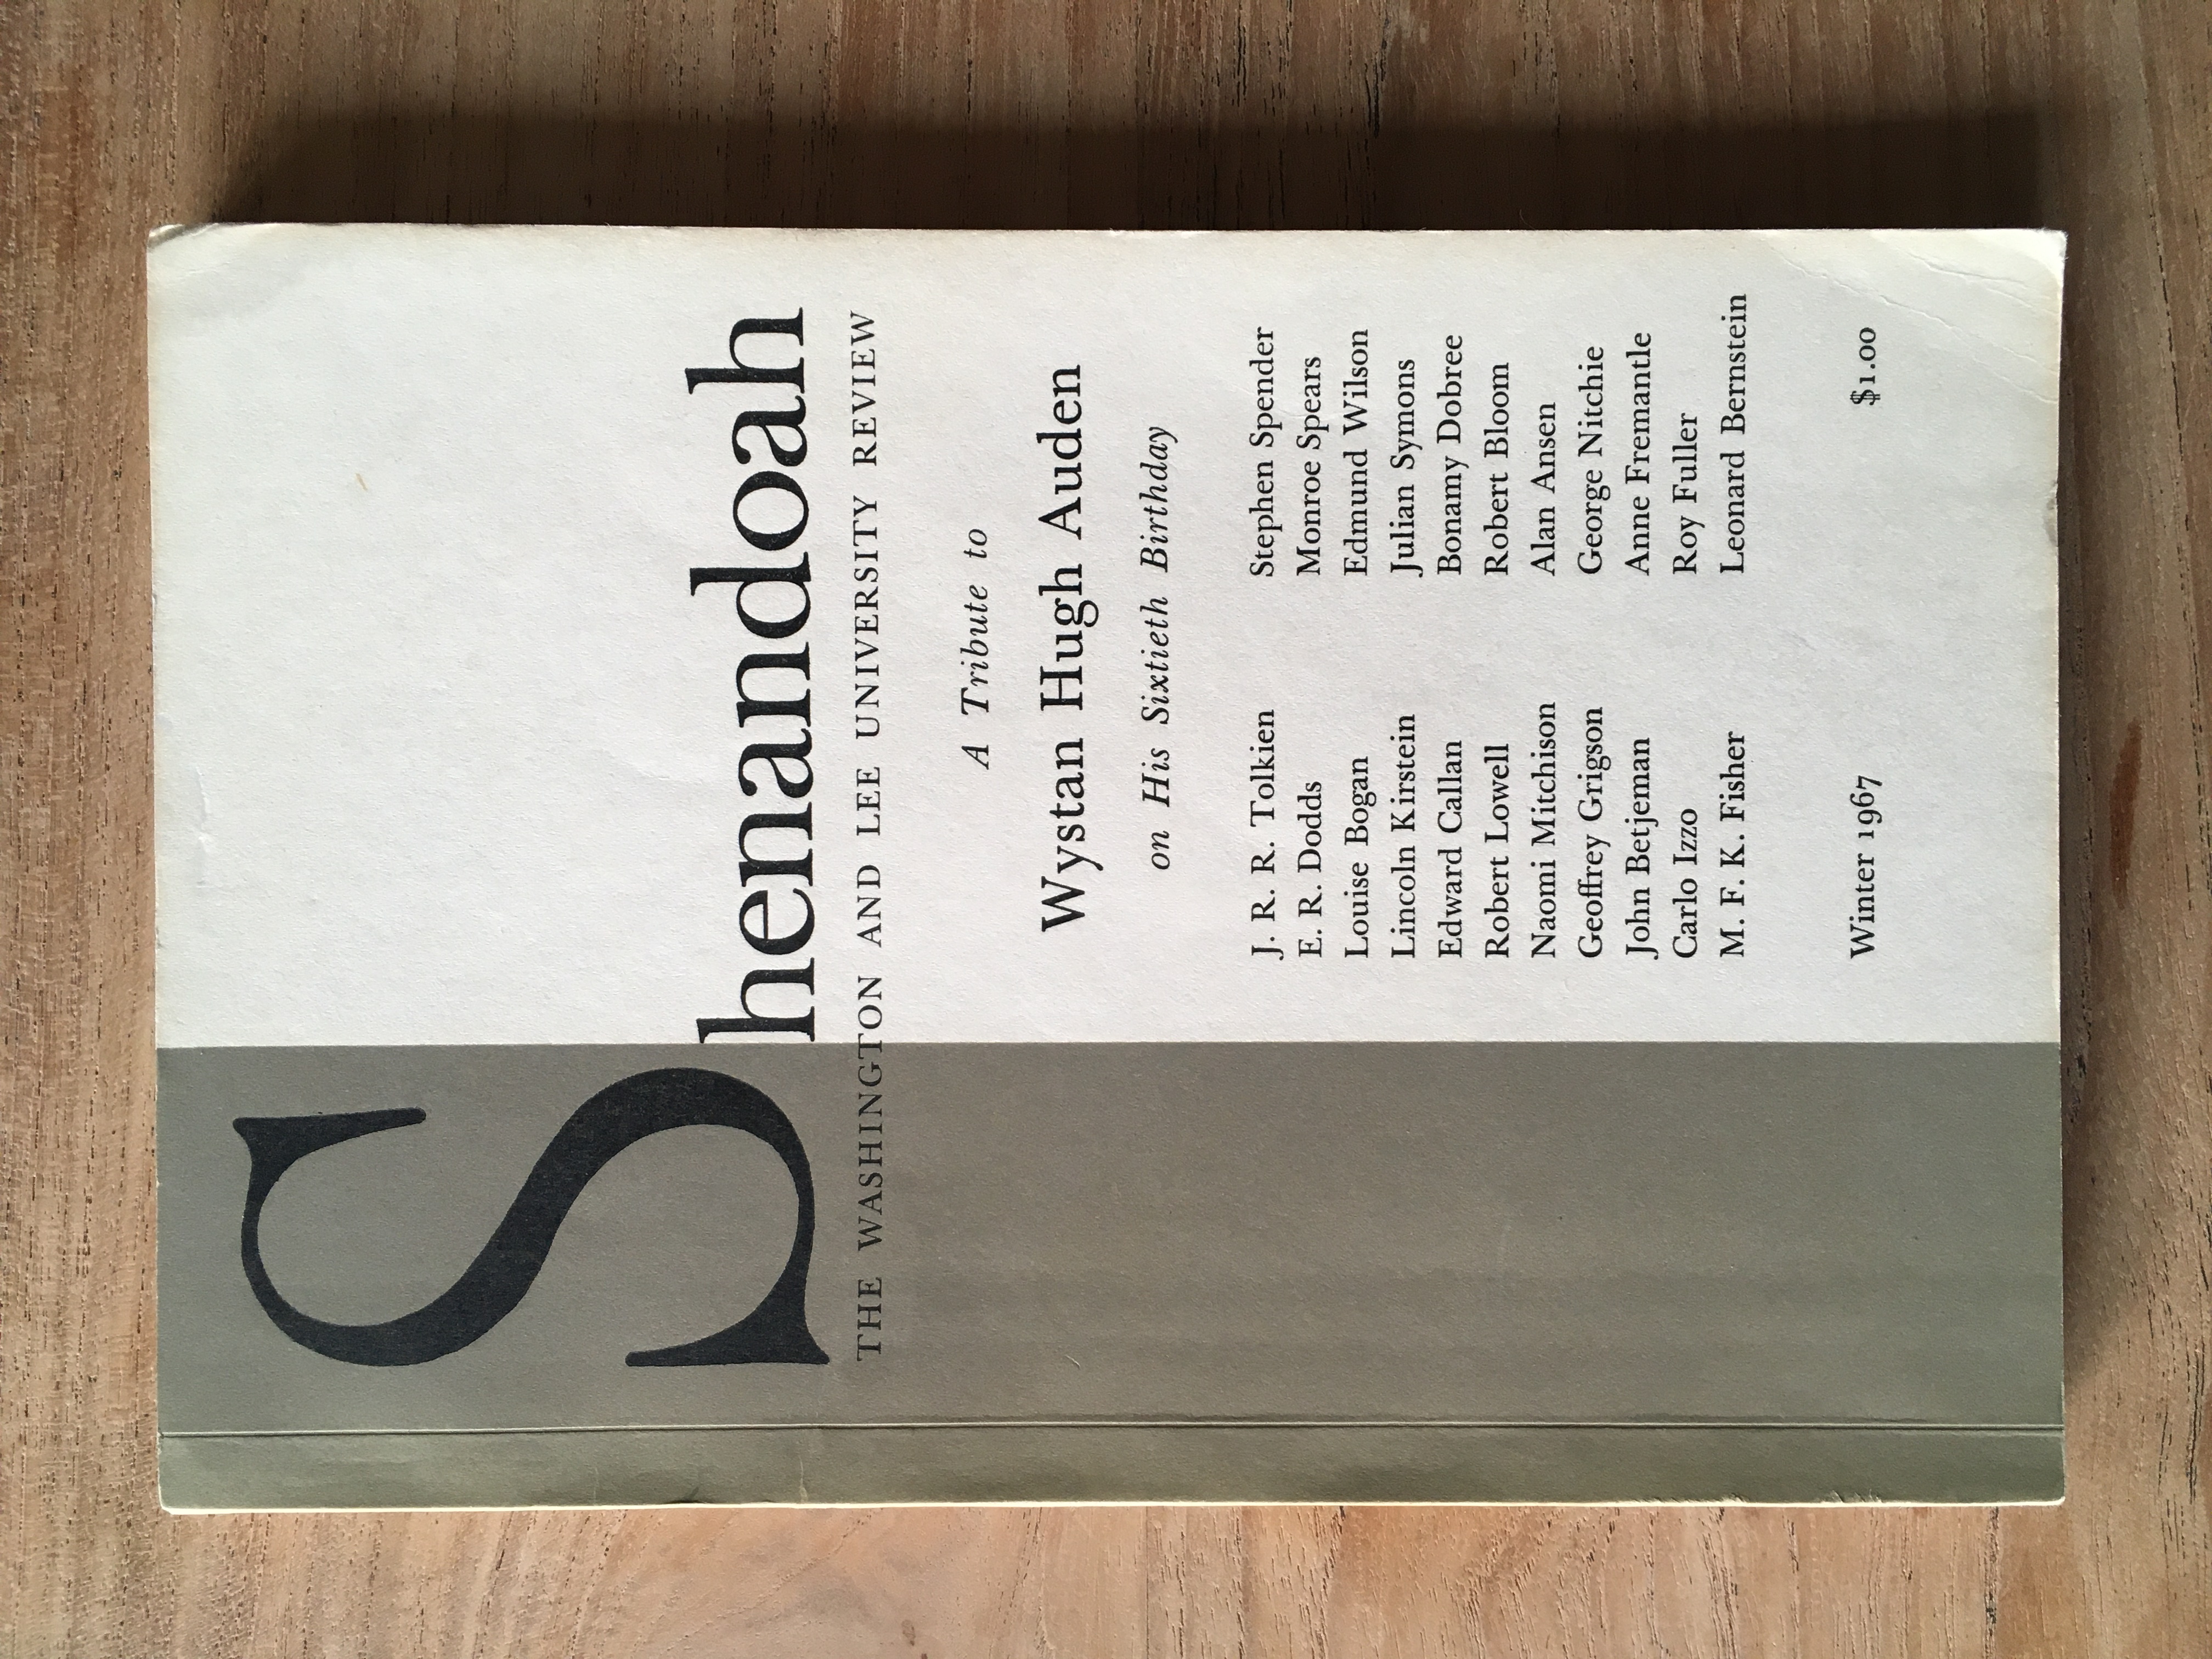 Shenandoah
THE WASHINGTON AND LEE UNIVERSITY REVIEW
A Tribute to
Wystan Hugh Auden
on His Sixtieth Birthday
J. R. R. Tolkien
E. R. Dodds
Louise Bogan
Lincoln Kirstein
Edward Callan
Robert Lowell
Naomi Mitchison
Geoffrey Grigson
John Betjeman
Carlo Izzo
M. F. K. Fisher
Stephen Spender
Monroe Spears
Edmund Wilson
Julian Symons
Bonamy Dobree
Robert Bloom
Alan Ansen
George Nitchie
Anne Fremantle
Roy Fuller
Leonard Bernstein
Winter 1967
$1.00